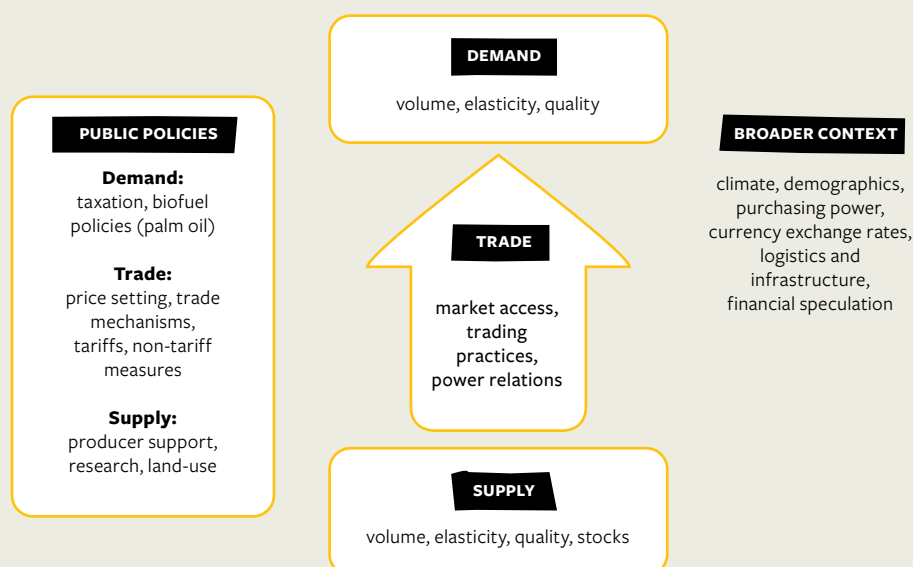 DEMAND
volume, elasticity, quality
PUBLIC POLICIES
Demand:
taxation, biofuel
policies (palm oil)
Trade:
price setting, trade
mechanisms,
tariffs, non-tariff
measures
Supply:
producer support,
research, land-use
TRADE
market access,
trading
practices,
power relations
SUPPLY
volume, elasticity, quality, stocks
BROADER CONTEXT
climate, demographics,
purchasing power,
currency exchange rates,
logistics and
infrastructure,
financial speculation